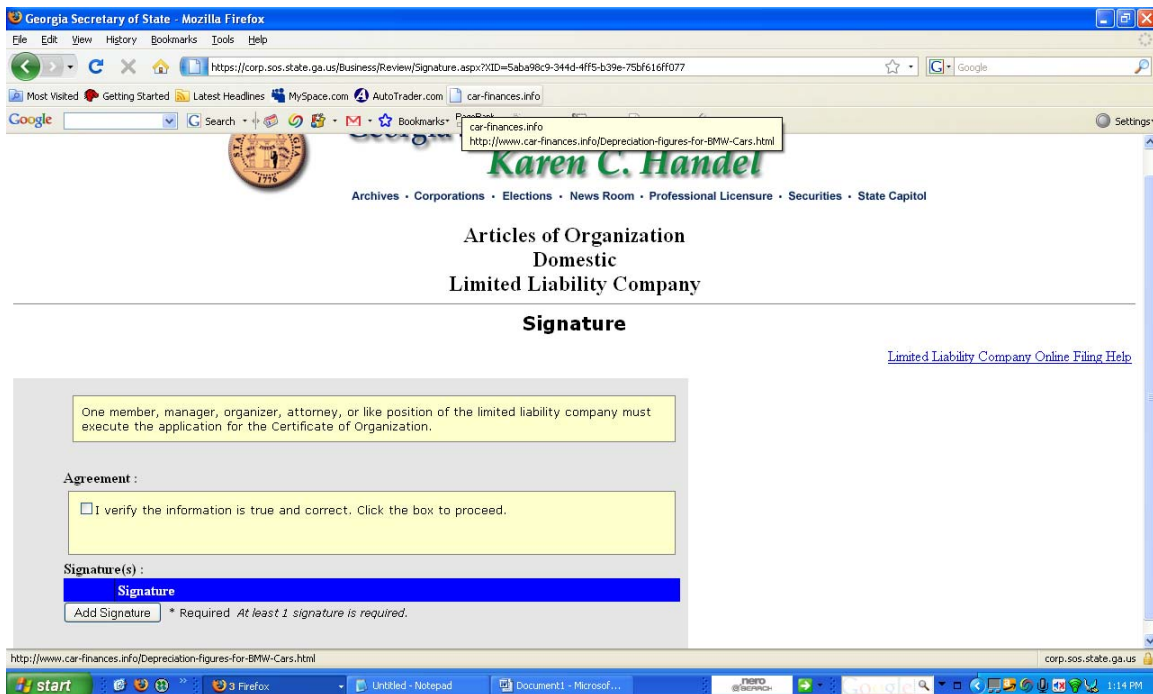 Georgia Secretary of State - Mozilla Firefox
File Edit View History Bookmarks Tools Help
https://corp.sos.state.ga.us/Business/Review/Signature.aspx?XID=5aba98c9-344d-4ff5-b39e-75bf616ff077
G Google
Most Visited Getting Started Latest Headlines MySpace.com AutoTrader.com car-finances.info
Google G Search Bookmarks Settings
car-finances.info
http://www.car-finances.info/Depreciation-figures-for-BMW-Cars.html
1776
Karen C. Handel
Archives • Corporations • Elections • News Room • Professional Licensure • Securities • State Capitol
Articles of Organization
Domestic
Limited Liability Company
Signature
Limited Liability Company Online Filing Help
One member, manager, organizer, attorney, or like position of the limited liability company must
execute the application for the Certificate of Organization.
Agreement :
I verify the information is true and correct. Click the box to proceed.
Signature(s) :
Signature
Add Signature * Required At least 1 signature is required.
http://www.car-finances.info/Depreciation-figures-for-BMW-Cars.html corp.sos.state.ga.us
start 3 Firefox Untitled - Notepad Document1 - Microsof... nero SEARCH 1:14 PM